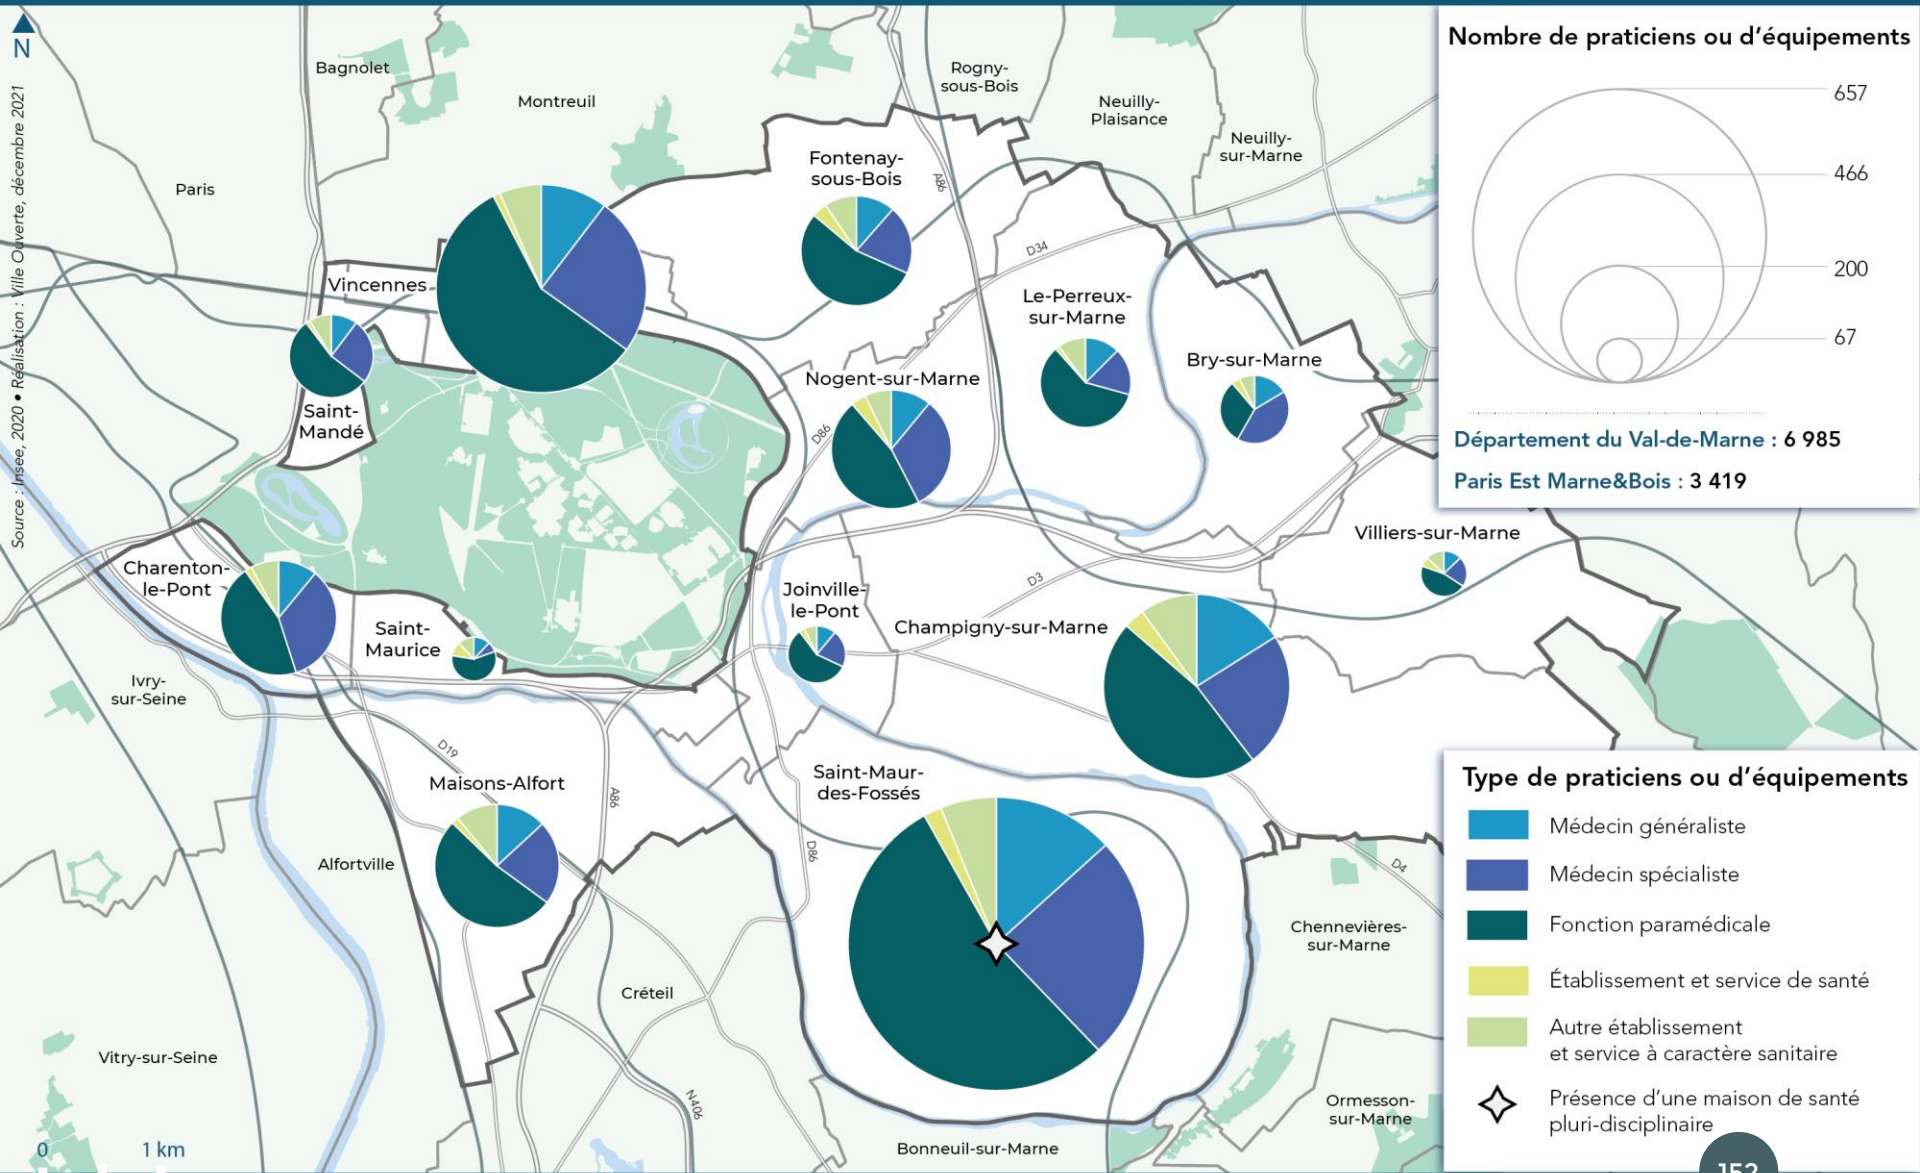 N
Source : Insee, 2020 • Réalisation : Ville Ouverte, décembre 2021
Bagnolet
Montreuil
Rogny-
sous-Bois
Neuilly-
Plaisance
Neuilly-
sur-Marne
Paris
Fontenay-
sous-Bois
A86
D34
Vincennes
Le-Perreux-
sur-Marne
Bry-sur-Marne
Nogent-sur-Marne
D86
Saint-
Mandé
Villiers-sur-Marne
Charenton-
le-Pont
Joinville-
le-Pont
D3
Saint-
Maurice
Champigny-sur-Marne
Ivry-
sur-Seine
D19
Maisons-Alfort
A86
Saint-Maur-
des-Fossés
D86
Alfortville
D4
Chennevières-
sur-Marne
Créteil
Vitry-sur-Seine
N406
Ormesson-
sur-Marne
Bonneuil-sur-Marne
0 1 km
Nombre de praticiens ou d'équipements
657
466
200
67
Département du Val-de-Marne : 6 985
Paris Est Marne&Bois : 3 419
Type de praticiens ou d'équipements
Médecin généraliste
Médecin spécialiste
Fonction paramédicale
Établissement et service de santé
Autre établissement
et service à caractère sanitaire
Présence d'une maison de santé
pluri-disciplinaire
152